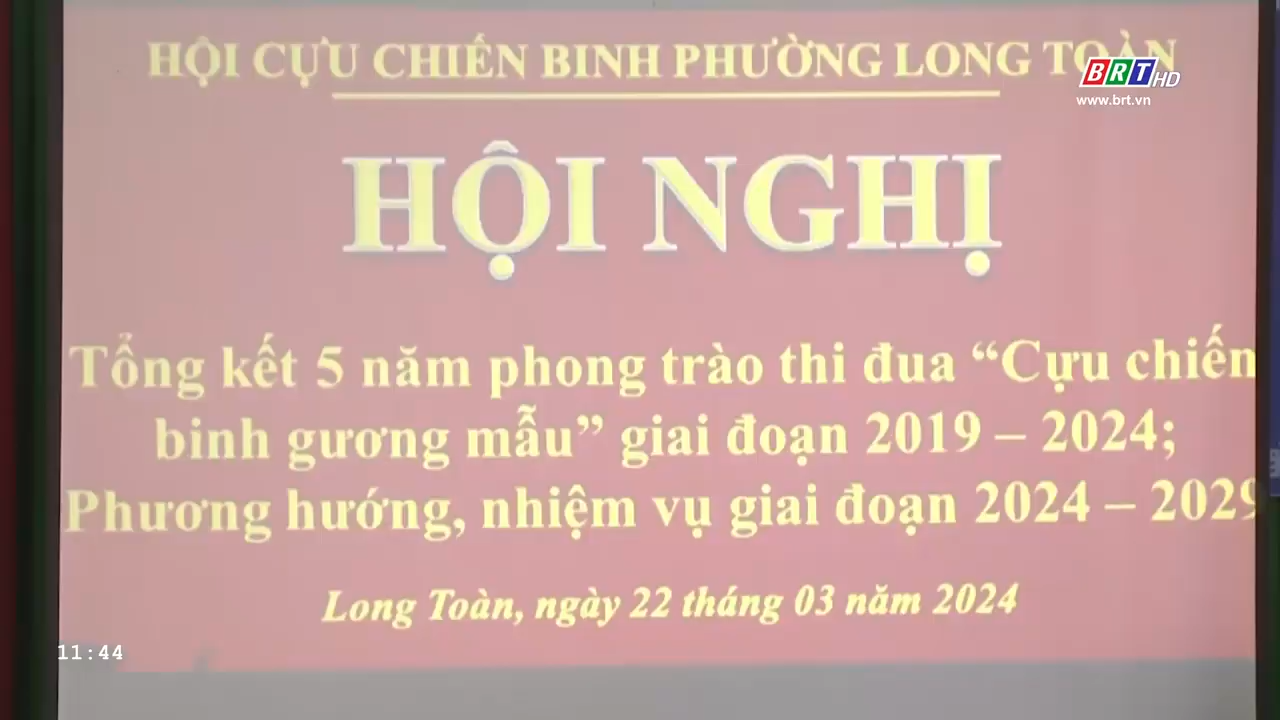 HỘI CỰU CHIẾN BINH PHƯỜNG LONG TOÀN
BRT HD
www.brt.vn
HỘI NGHỊ
Tổng kết 5 năm phong trào thi đua “Cựu chiến
binh gương mẫu” giai đoạn 2019 – 2024;
Phương hướng, nhiệm vụ giai đoạn 2024 – 2029
Long Toàn, ngày 22 tháng 03 năm 2024
11:44